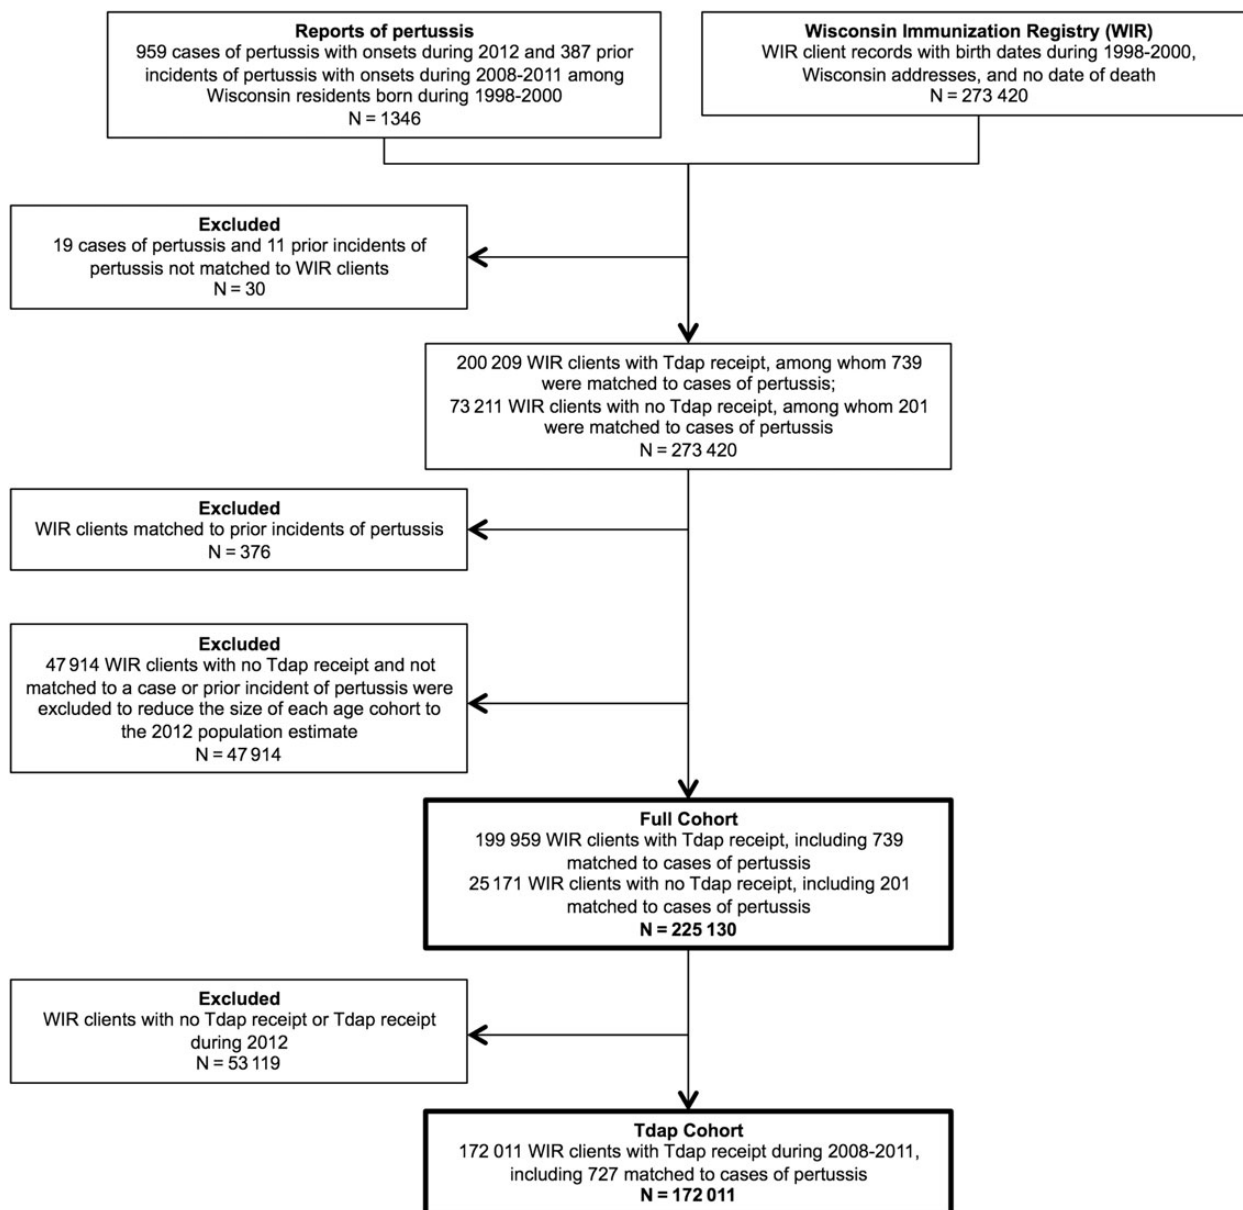 Reports of pertussis
959 cases of pertussis with onsets during 2012 and 387 prior
incidents of pertussis with onsets during 2008-2011 among
Wisconsin residents born during 1998-2000
N = 1346
Wisconsin Immunization Registry (WIR)
WIR client records with birth dates during 1998-2000,
Wisconsin addresses, and no date of death
N = 273 420
Excluded
19 cases of pertussis and 11 prior incidents of
pertussis not matched to WIR clients
N = 30
200 209 WIR clients with Tdap receipt, among whom 739
were matched to cases of pertussis;
73 211 WIR clients with no Tdap receipt, among whom 201
were matched to cases of pertussis
N = 273 420
Excluded
WIR clients matched to prior incidents of pertussis
N = 376
Excluded
47 914 WIR clients with no Tdap receipt and not
matched to a case or prior incident of pertussis were
excluded to reduce the size of each age cohort to
the 2012 population estimate
N = 47 914
Full Cohort
199 959 WIR clients with Tdap receipt, including 739
matched to cases of pertussis
25 171 WIR clients with no Tdap receipt, including 201
matched to cases of pertussis
N = 225 130
Excluded
WIR clients with no Tdap receipt or Tdap receipt
during 2012
N = 53 119
Tdap Cohort
172 011 WIR clients with Tdap receipt during 2008-2011,
including 727 matched to cases of pertussis
N = 172 011